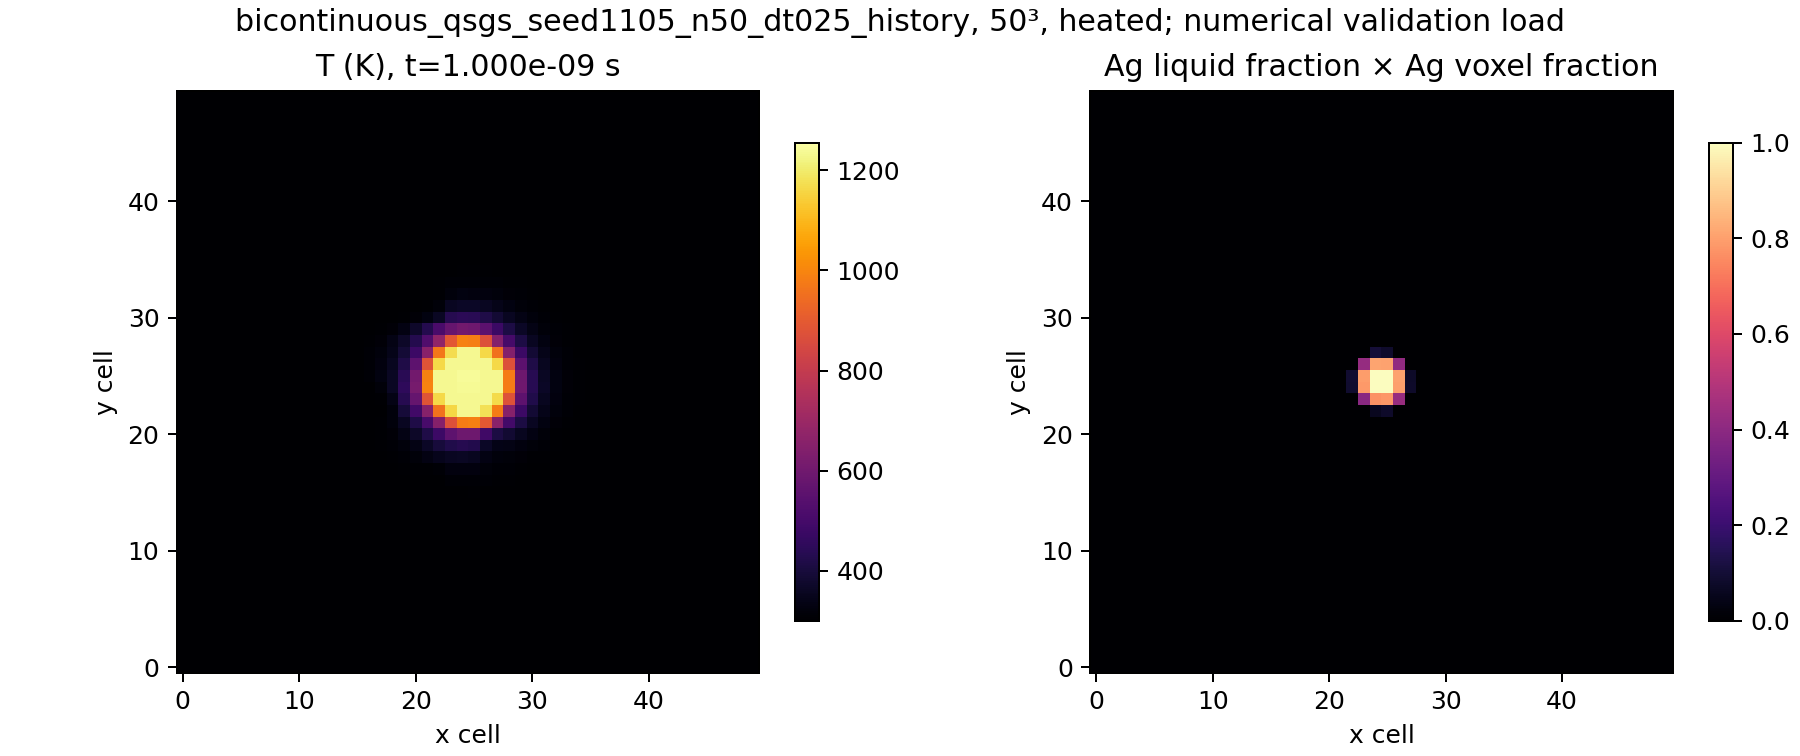 bicontinuous_qsgs_seed1105_n50_dt025_history, 50³, heated; numerical validation load
T (K), t=1.000e-09 s
Ag liquid fraction × Ag voxel fraction
y cell
40
30
20
10
0
0 10 20 30 40
x cell
1200
1000
800
600
400
y cell
40
30
20
10
0
0 10 20 30 40
x cell
1.0
0.8
0.6
0.4
0.2
0.0